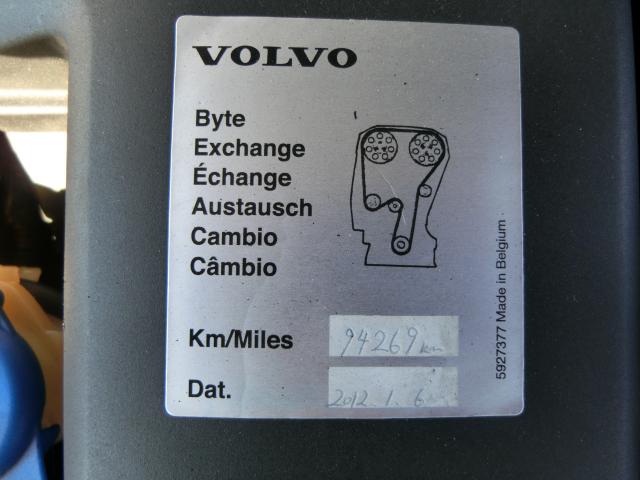 VOLVO
Byte
Exchange
Échange
Austausch
Cambio
Câmbio
Km/Miles 94269 km
Dat. 2012.1.6
5927377 Made in Belgium